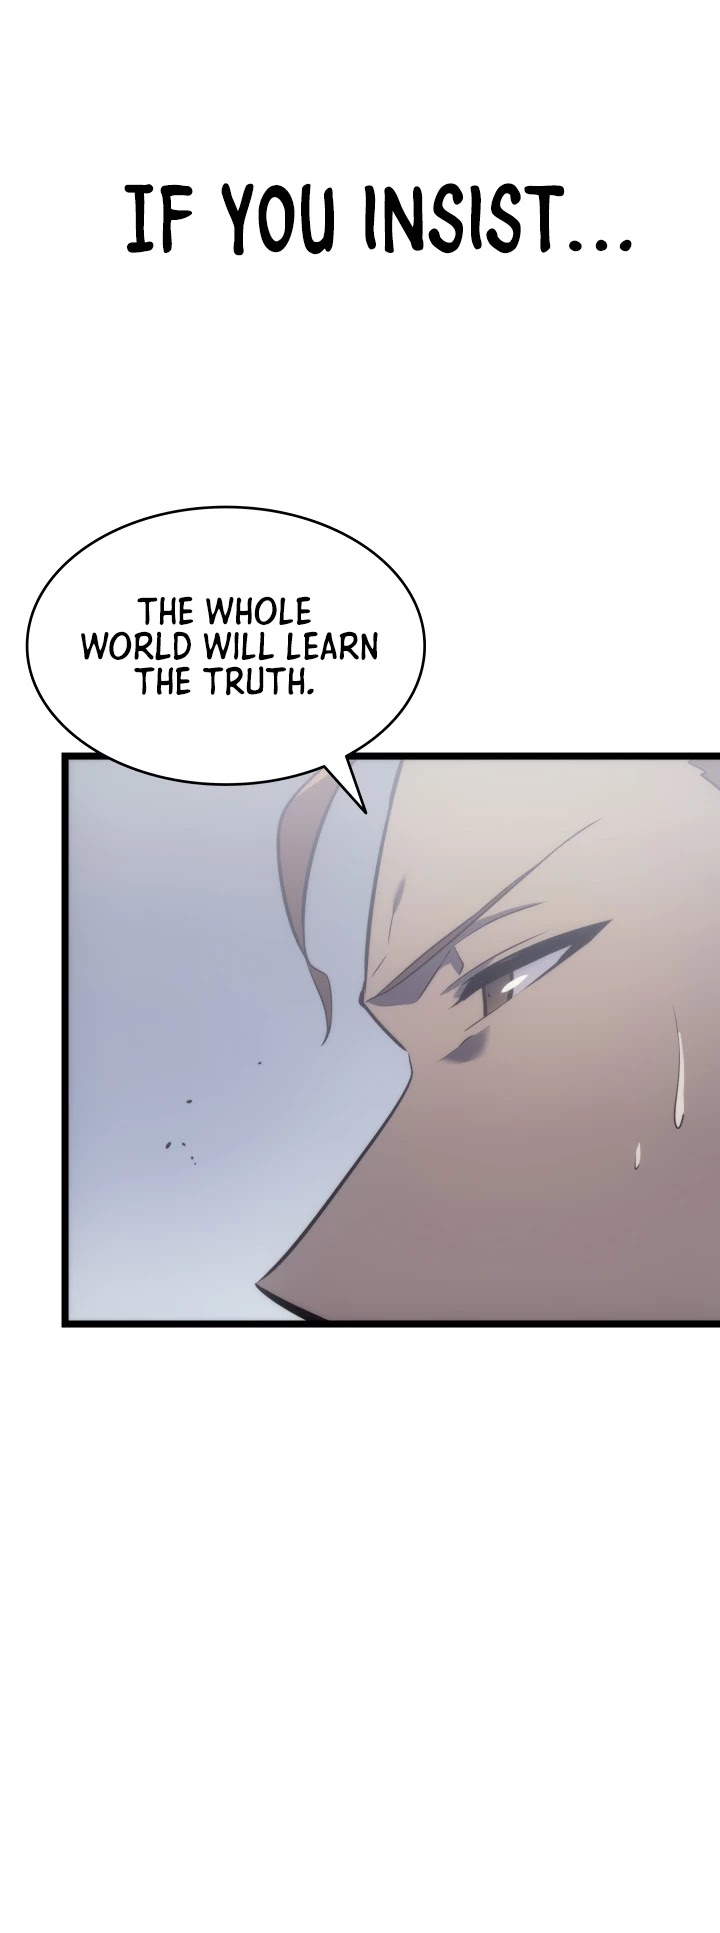 IF YOU INSIST...
THE WHOLE
WORLD WILL LEARN
THE TRUTH.